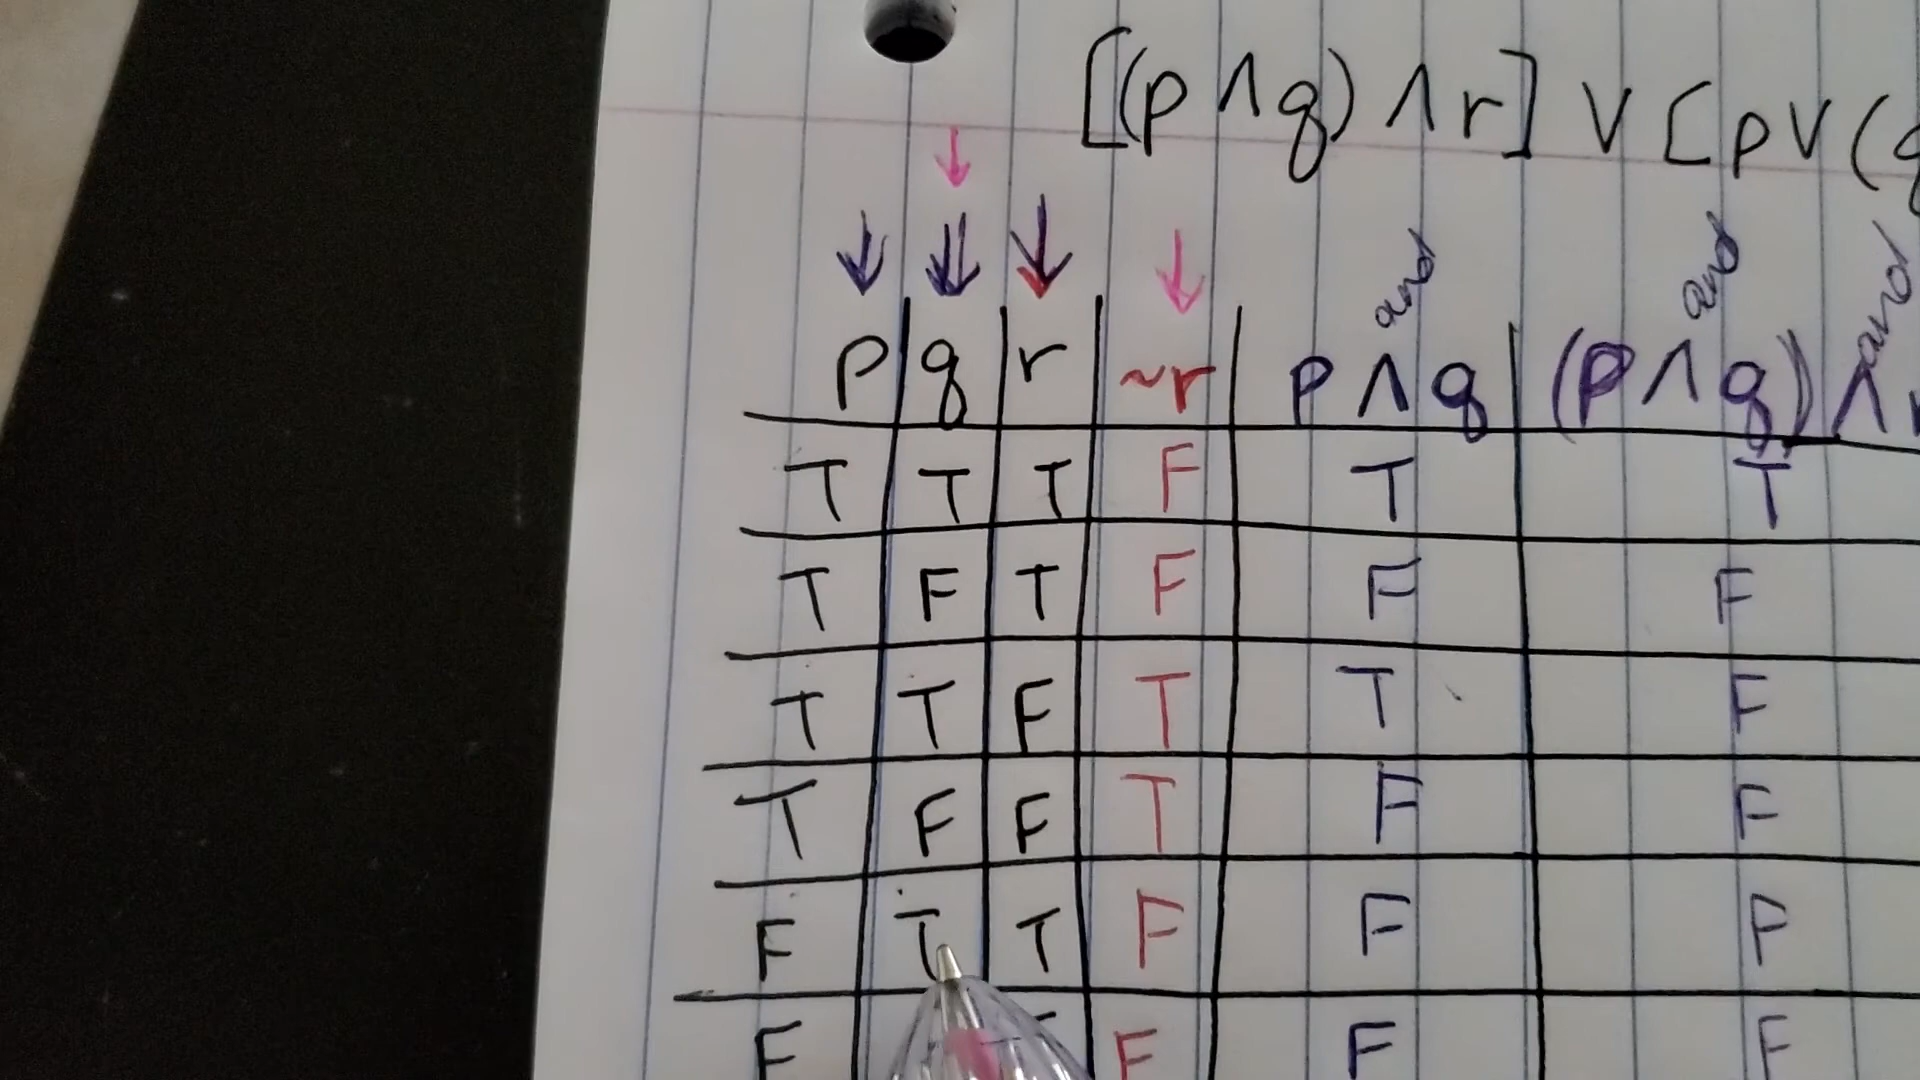 [(p∧q)∧r]∨[p∨(
and and and
p q r ~r p∧q (p∧q)∧
T T T F T T
T F T F F F
T T F T T F
T F F T F F
F T T F F P
F F F F